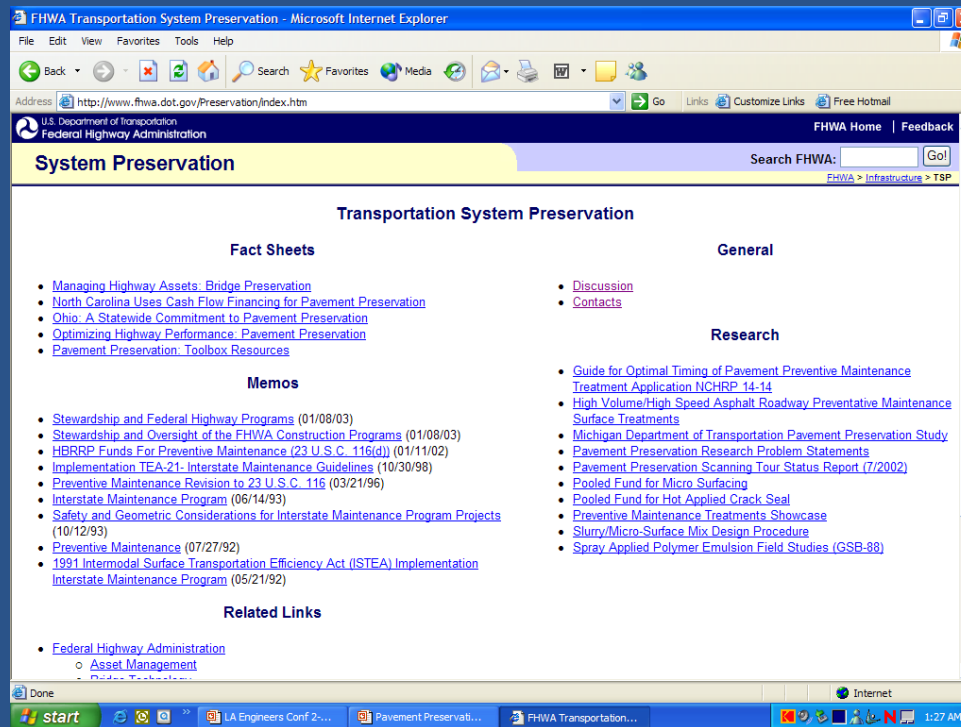 FHWA Transportation System Preservation - Microsoft Internet Explorer
File Edit View Favorites Tools Help
Back Search Favorites Media
Address http://www.fhwa.dot.gov/Preservation/index.htm Go Links Customize Links Free Hotmail
U.S. Department of Transportation
Federal Highway Administration
FHWA Home | Feedback
System Preservation
Search FHWA: Go!
FHWA > Infrastructure > TSP
Transportation System Preservation
Fact Sheets
Managing Highway Assets: Bridge Preservation
North Carolina Uses Cash Flow Financing for Pavement Preservation
Ohio: A Statewide Commitment to Pavement Preservation
Optimizing Highway Performance: Pavement Preservation
Pavement Preservation: Toolbox Resources
Memos
Stewardship and Federal Highway Programs (01/08/03)
Stewardship and Oversight of the FHWA Construction Programs (01/08/03)
HBRRP Funds For Preventive Maintenance (23 U.S.C. 116(d)) (01/11/02)
Implementation TEA-21- Interstate Maintenance Guidelines (10/30/98)
Preventive Maintenance Revision to 23 U.S.C. 116 (03/21/96)
Interstate Maintenance Program (06/14/93)
Safety and Geometric Considerations for Interstate Maintenance Program Projects
(10/12/93)
Preventive Maintenance (07/27/92)
1991 Intermodal Surface Transportation Efficiency Act (ISTEA) Implementation
Interstate Maintenance Program (05/21/92)
Related Links
Federal Highway Administration
Asset Management
General
Discussion
Contacts
Research
Guide for Optimal Timing of Pavement Preventive Maintenance
Treatment Application NCHRP 14-14
High Volume/High Speed Asphalt Roadway Preventative Maintenance
Surface Treatments
Michigan Department of Transportation Pavement Preservation Study
Pavement Preservation Research Problem Statements
Pavement Preservation Scanning Tour Status Report (7/2002)
Pooled Fund for Micro Surfacing
Pooled Fund for Hot Applied Crack Seal
Preventive Maintenance Treatments Showcase
Slurry/Micro-Surface Mix Design Procedure
Spray Applied Polymer Emulsion Field Studies (GSB-88)
Done Internet
start LA Engineers Conf 2-... Pavement Preservati... FHWA Transportation... 1:27 AM